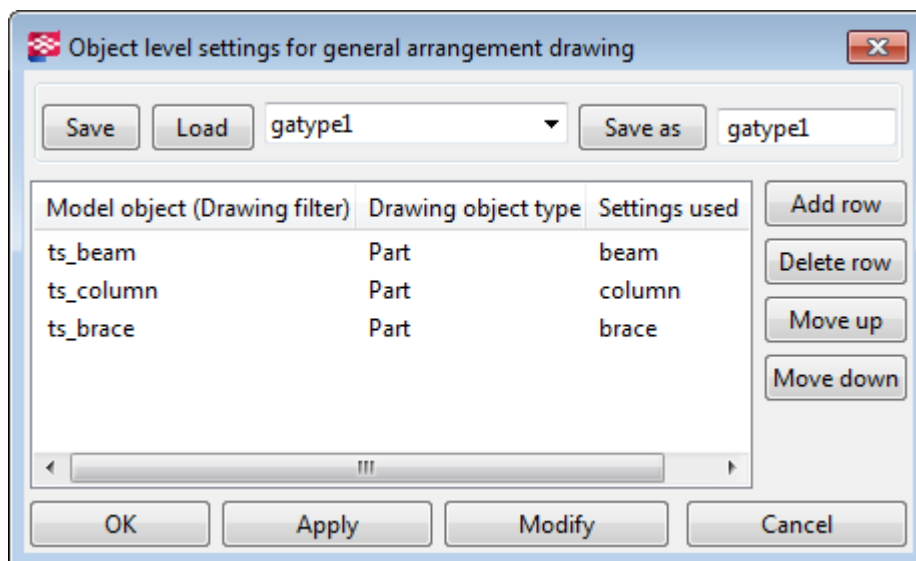 Object level settings for general arrangement drawing
Save Load gatype1 Save as gatype1
Model object (Drawing filter) Drawing object type Settings used
ts_beam Part beam
ts_column Part column
ts_brace Part brace
Add row
Delete row
Move up
Move down
OK Apply Modify Cancel